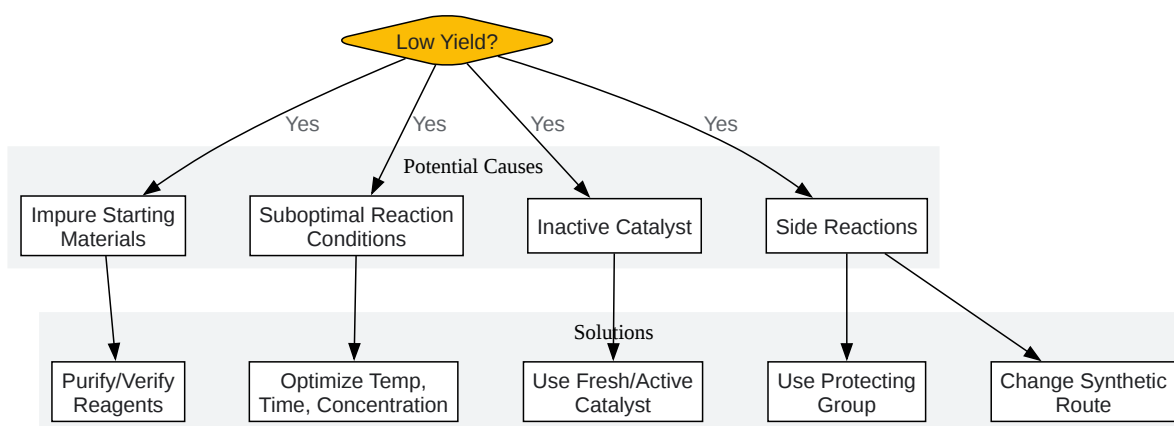 Low Yield?
Yes
Yes
Yes
Yes
Potential Causes
Impure Starting
Materials
Suboptimal Reaction
Conditions
Inactive Catalyst
Side Reactions
Solutions
Purify/Verify
Reagents
Optimize Temp,
Time, Concentration
Use Fresh/Active
Catalyst
Use Protecting
Group
Change Synthetic
Route